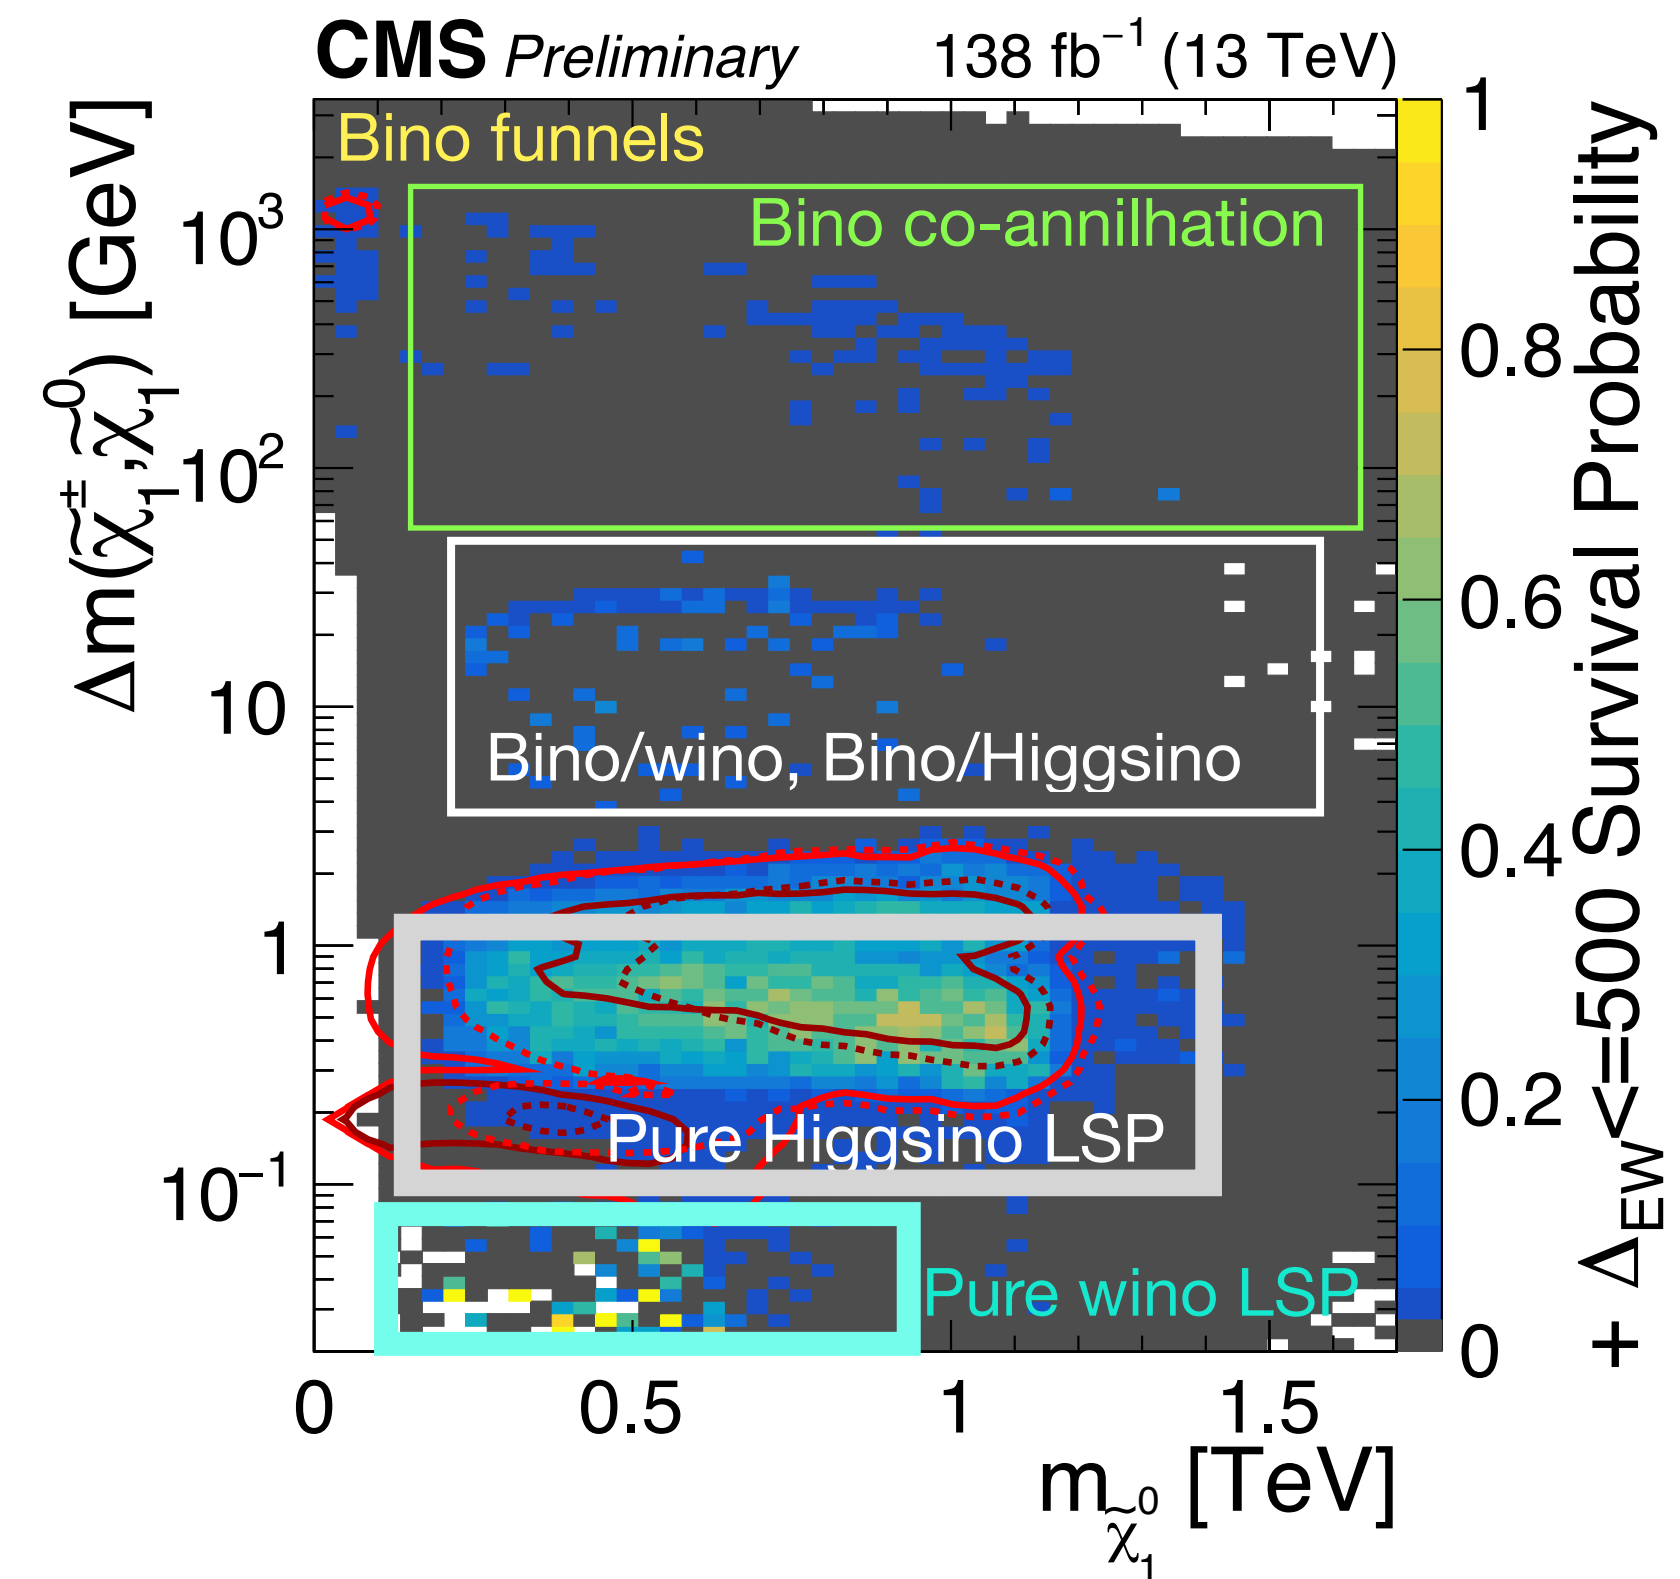 CMS Preliminary 138 fb⁻¹ (13 TeV)
Δm(χ̃₁±,χ̃₁⁰) [GeV]
10³
10²
10
1
10⁻¹
Bino funnels
Bino co-annilhation
Bino/wino, Bino/Higgsino
Pure Higgsino LSP
Pure wino LSP
0 0.5 1 1.5
m χ̃₁⁰ [TeV]
1
0.8
0.6
0.4
0.2
0
+ Δ_EW<=500 Survival Probability